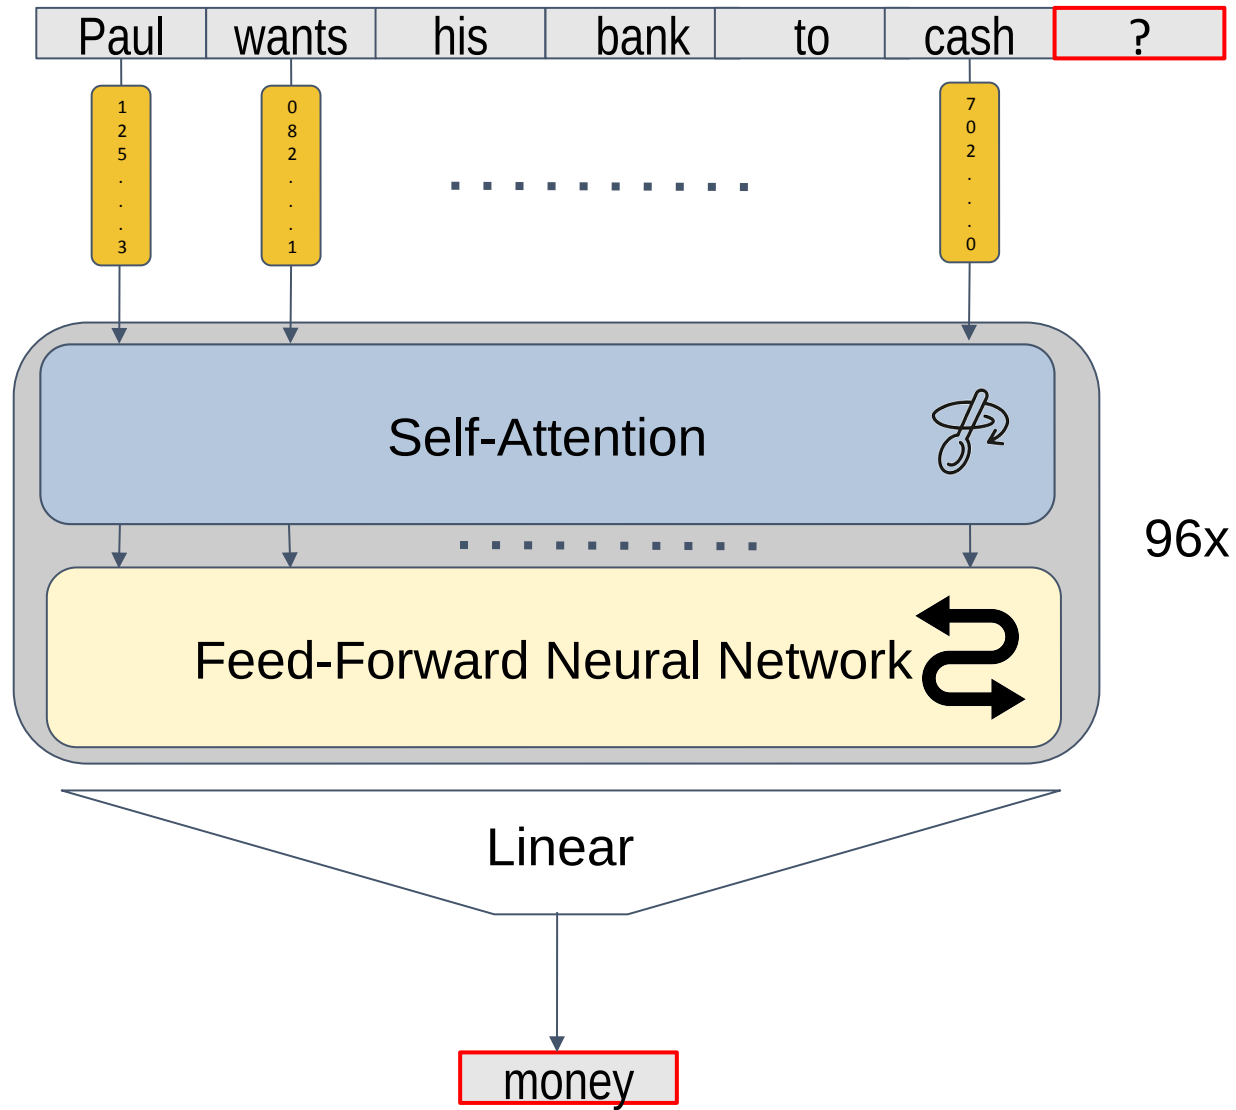 Paul wants his bank to cash ?
1 0 7
2 8 0
5 2 2
. . .
. . .
. . .
3 1 0
Self-Attention
96x
Feed-Forward Neural Network
Linear
money